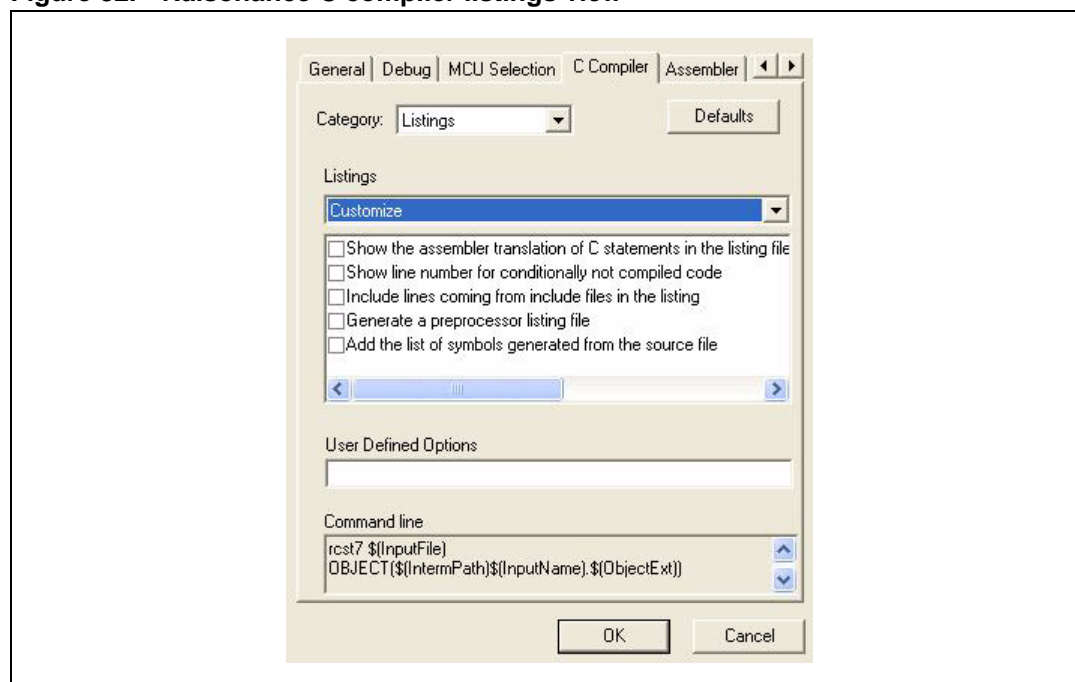 General Debug MCU Selection C Compiler Assembler
Category: Listings Defaults
Listings
Customize
Show the assembler translation of C statements in the listing file
Show line number for conditionally not compiled code
Include lines coming from include files in the listing
Generate a preprocessor listing file
Add the list of symbols generated from the source file
User Defined Options
Command line
rcst7 $(InputFile)
OBJECT($(IntermPath)$(InputName).$(ObjectExt))
OK Cancel